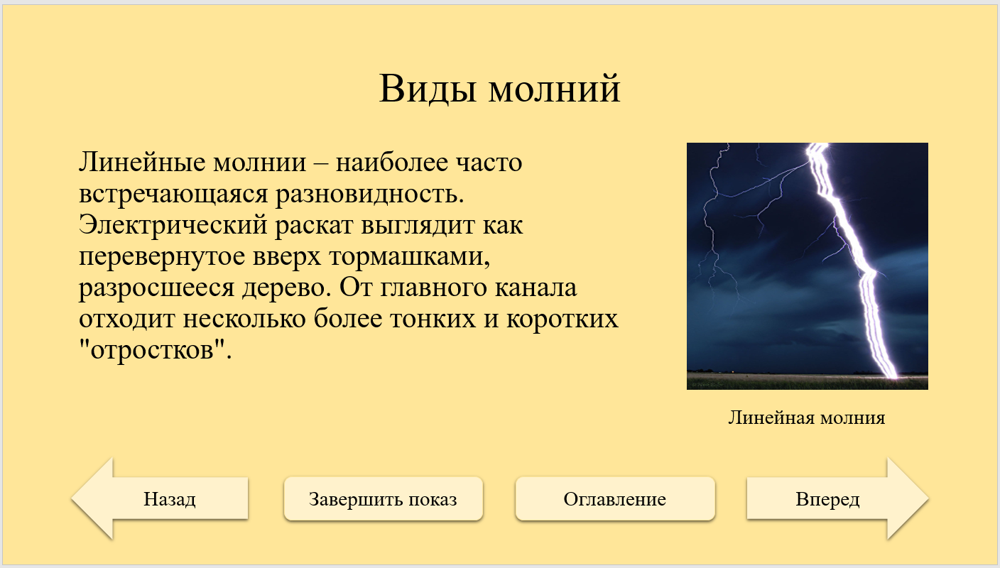 Виды молний
Линейные молнии – наиболее часто
встречающаяся разновидность.
Электрический раскат выглядит как
перевернутое вверх тормашками,
разросшееся дерево. От главного канала
отходит несколько более тонких и коротких
"отростков".
Линейная молния
Назад
Завершить показ
Оглавление
Вперед